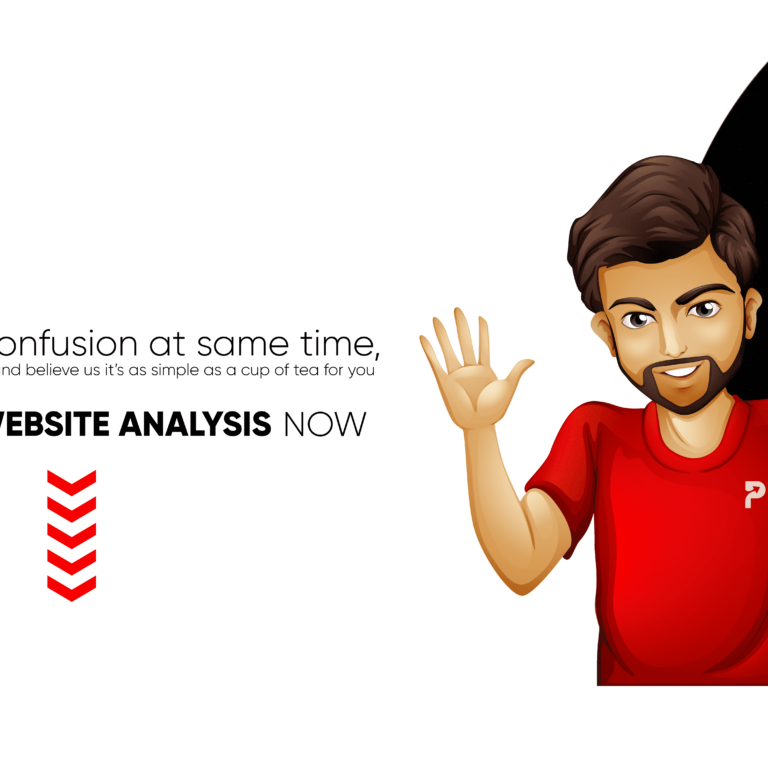 onfusion at same time,
nd believe us it's as simple as a cup of tea for you
WEBSITE ANALYSIS NOW
P